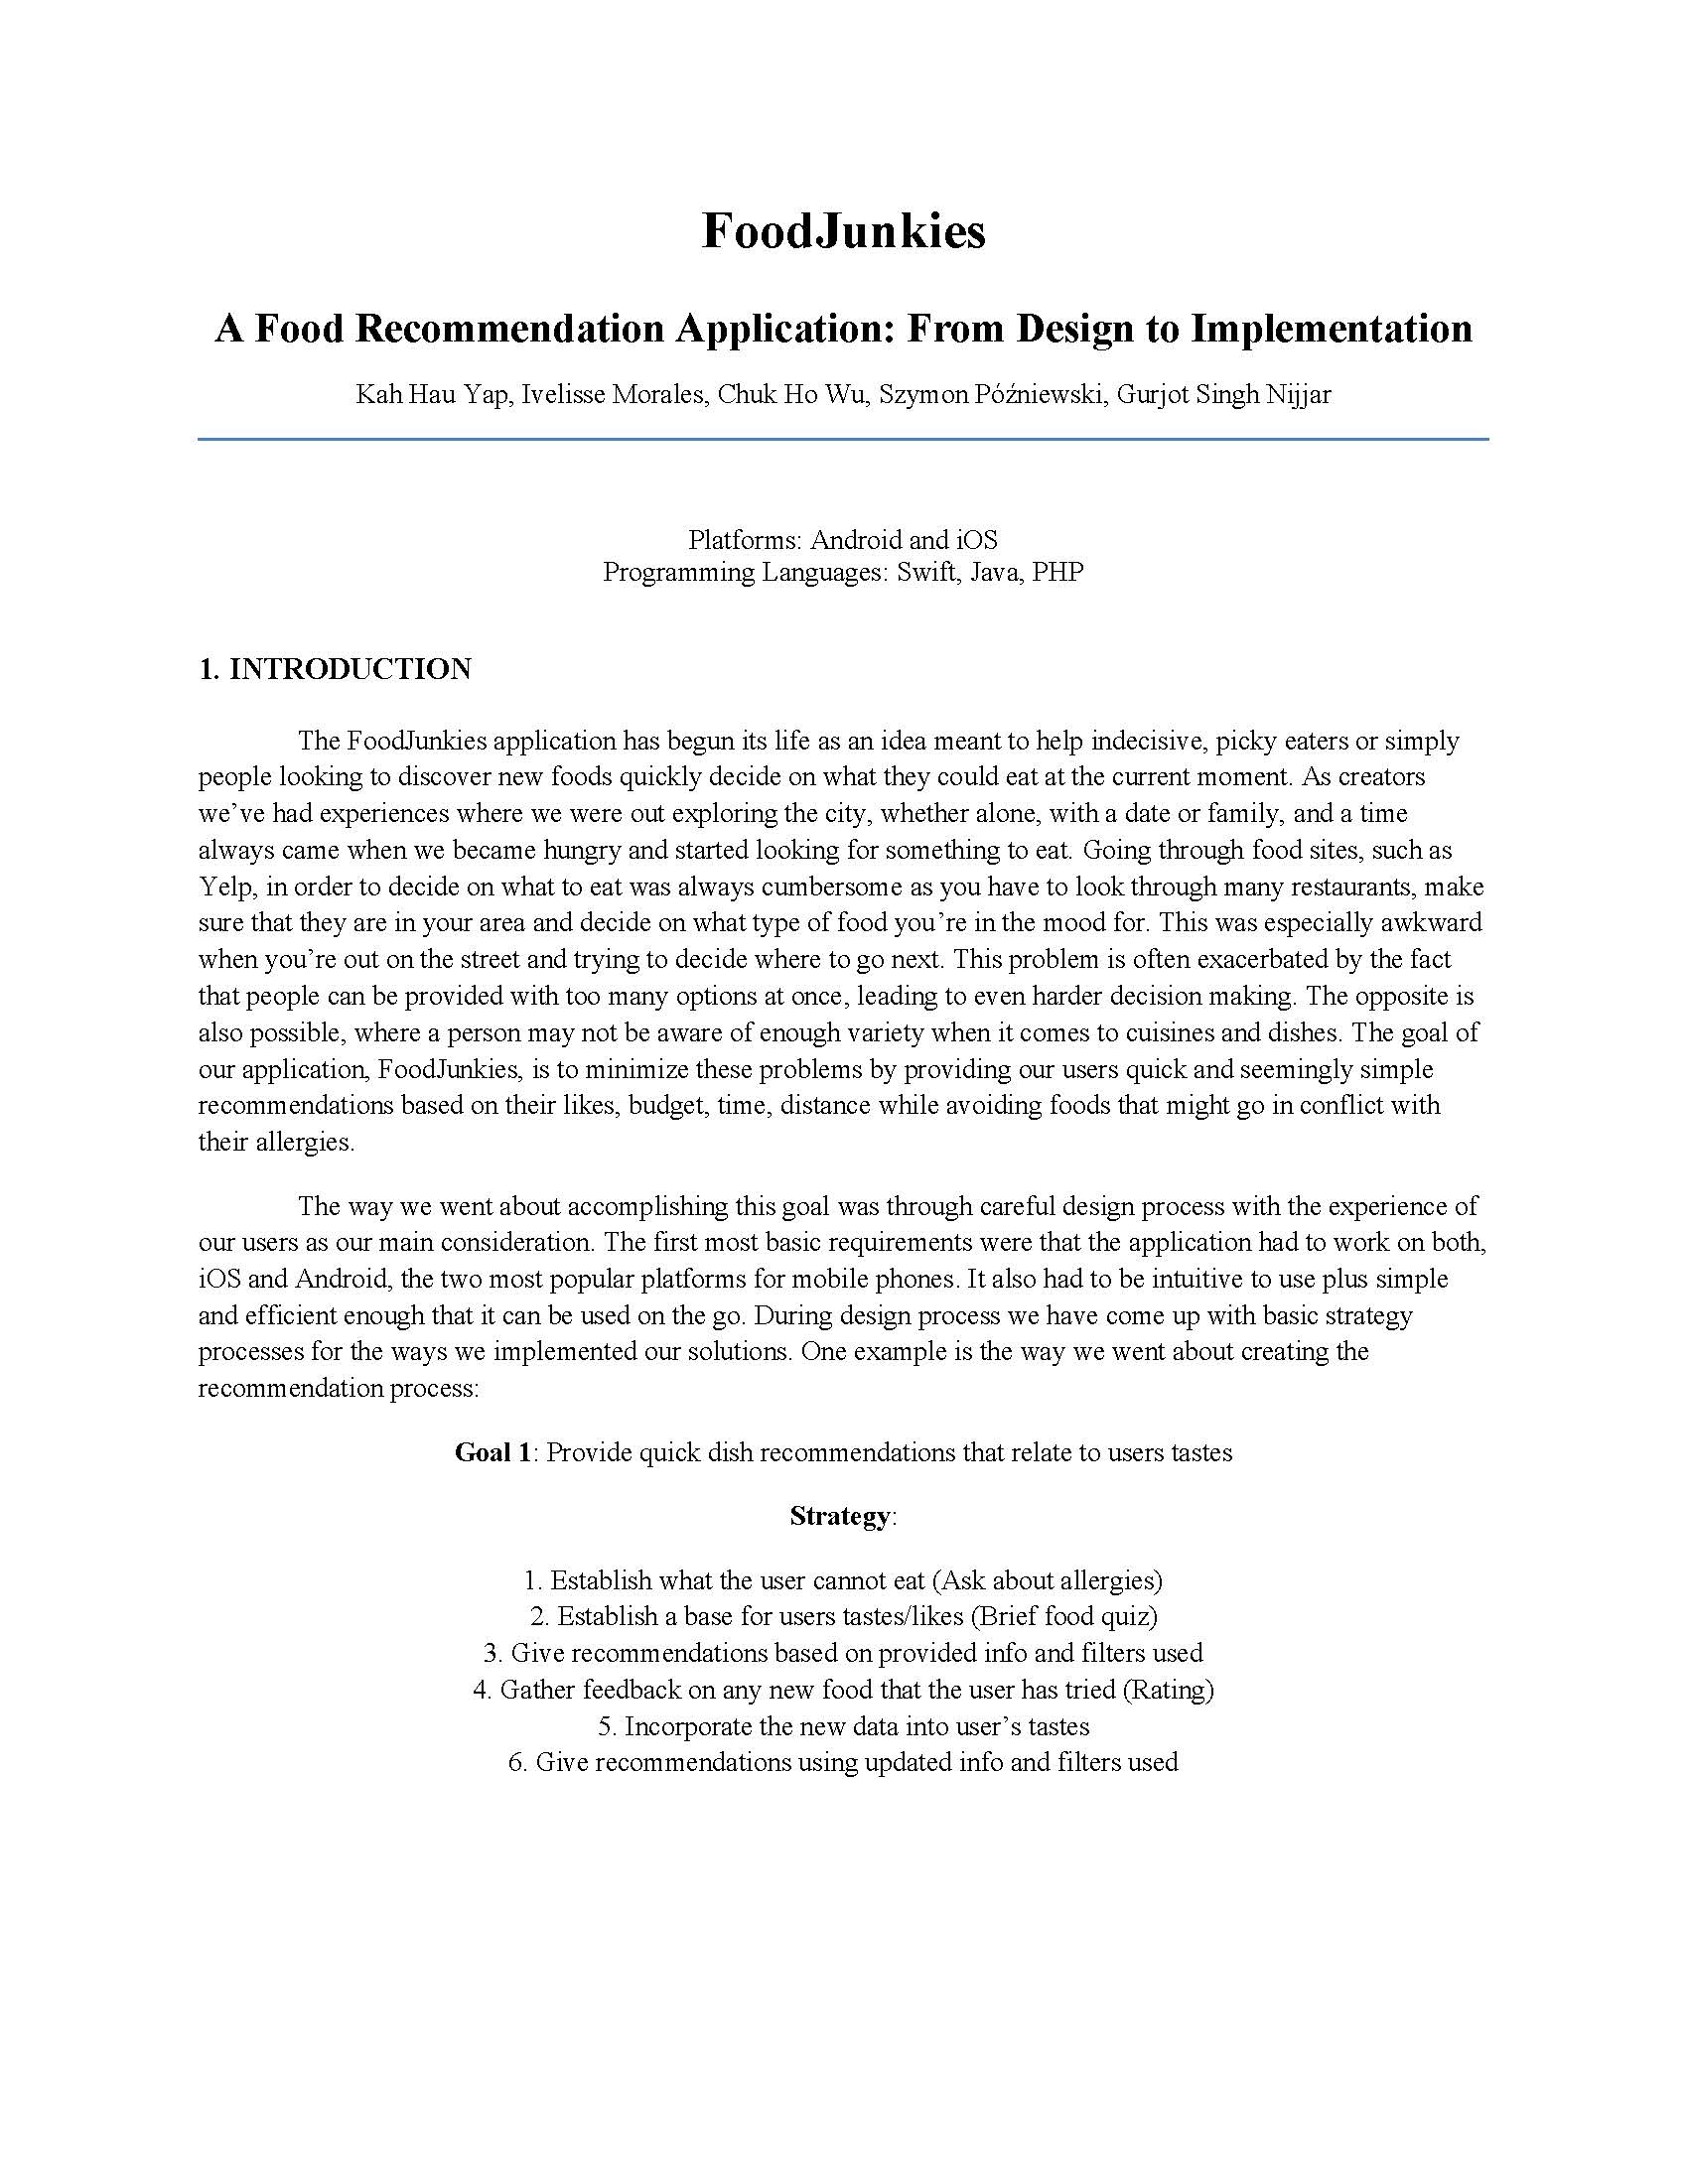 FoodJunkies
A Food Recommendation Application: From Design to Implementation
Kah Hau Yap, Ivelisse Morales, Chuk Ho Wu, Szymon Późniewski, Gurjot Singh Nijjar
Platforms: Android and iOS
Programming Languages: Swift, Java, PHP
1. INTRODUCTION
The FoodJunkies application has begun its life as an idea meant to help indecisive, picky eaters or simply
people looking to discover new foods quickly decide on what they could eat at the current moment. As creators
we’ve had experiences where we were out exploring the city, whether alone, with a date or family, and a time
always came when we became hungry and started looking for something to eat. Going through food sites, such as
Yelp, in order to decide on what to eat was always cumbersome as you have to look through many restaurants, make
sure that they are in your area and decide on what type of food you’re in the mood for. This was especially awkward
when you’re out on the street and trying to decide where to go next. This problem is often exacerbated by the fact
that people can be provided with too many options at once, leading to even harder decision making. The opposite is
also possible, where a person may not be aware of enough variety when it comes to cuisines and dishes. The goal of
our application, FoodJunkies, is to minimize these problems by providing our users quick and seemingly simple
recommendations based on their likes, budget, time, distance while avoiding foods that might go in conflict with
their allergies.
The way we went about accomplishing this goal was through careful design process with the experience of
our users as our main consideration. The first most basic requirements were that the application had to work on both,
iOS and Android, the two most popular platforms for mobile phones. It also had to be intuitive to use plus simple
and efficient enough that it can be used on the go. During design process we have come up with basic strategy
processes for the ways we implemented our solutions. One example is the way we went about creating the
recommendation process:
Goal 1: Provide quick dish recommendations that relate to users tastes
Strategy:
1. Establish what the user cannot eat (Ask about allergies)
2. Establish a base for users tastes/likes (Brief food quiz)
3. Give recommendations based on provided info and filters used
4. Gather feedback on any new food that the user has tried (Rating)
5. Incorporate the new data into user’s tastes
6. Give recommendations using updated info and filters used